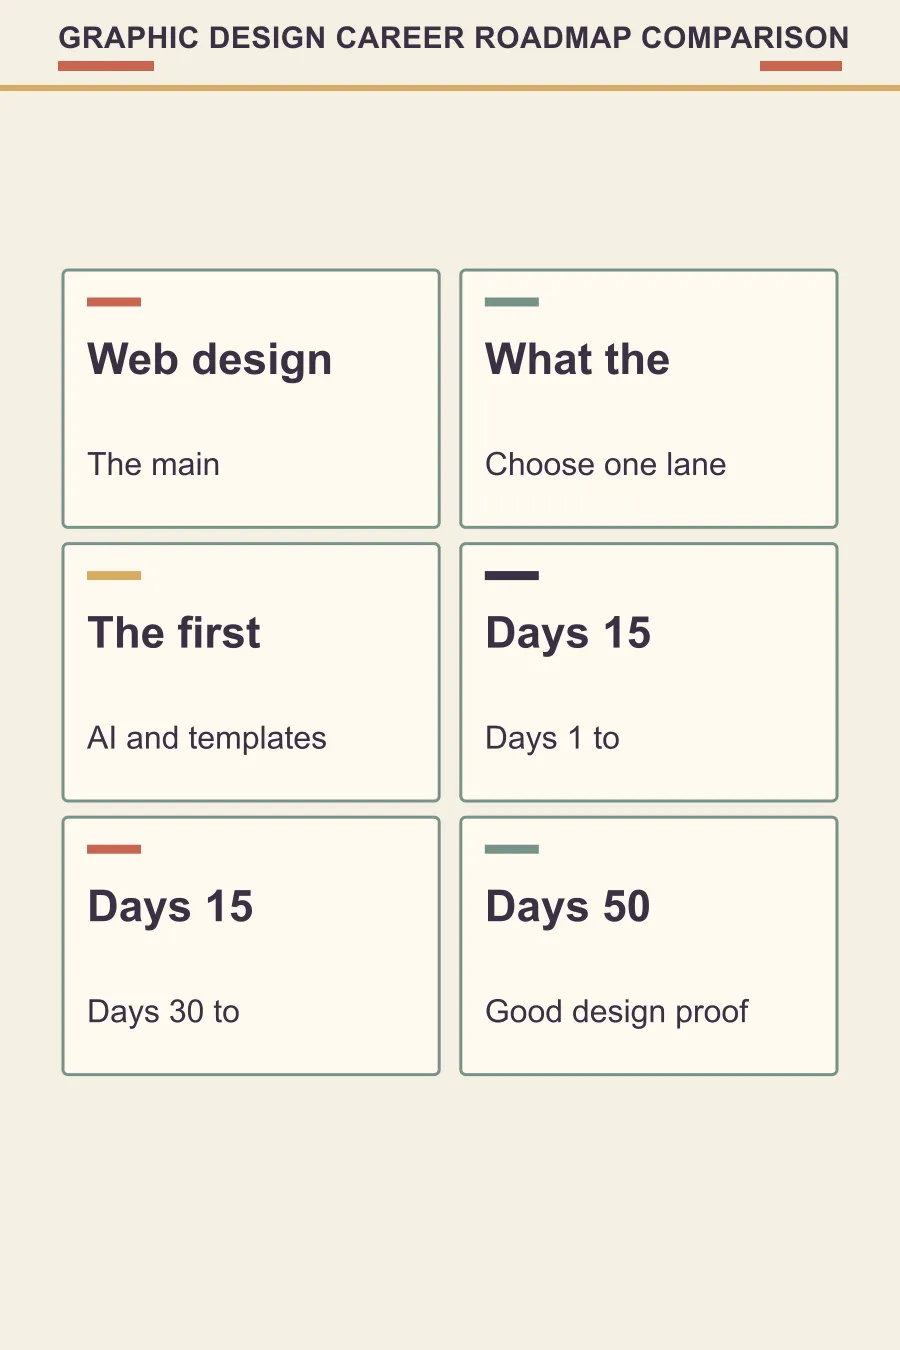 GRAPHIC DESIGN CAREER ROADMAP COMPARISON
Web design
The main
What the
Choose one lane
The first
AI and templates
Days 15
Days 1 to
Days 15
Days 30 to
Days 50
Good design proof